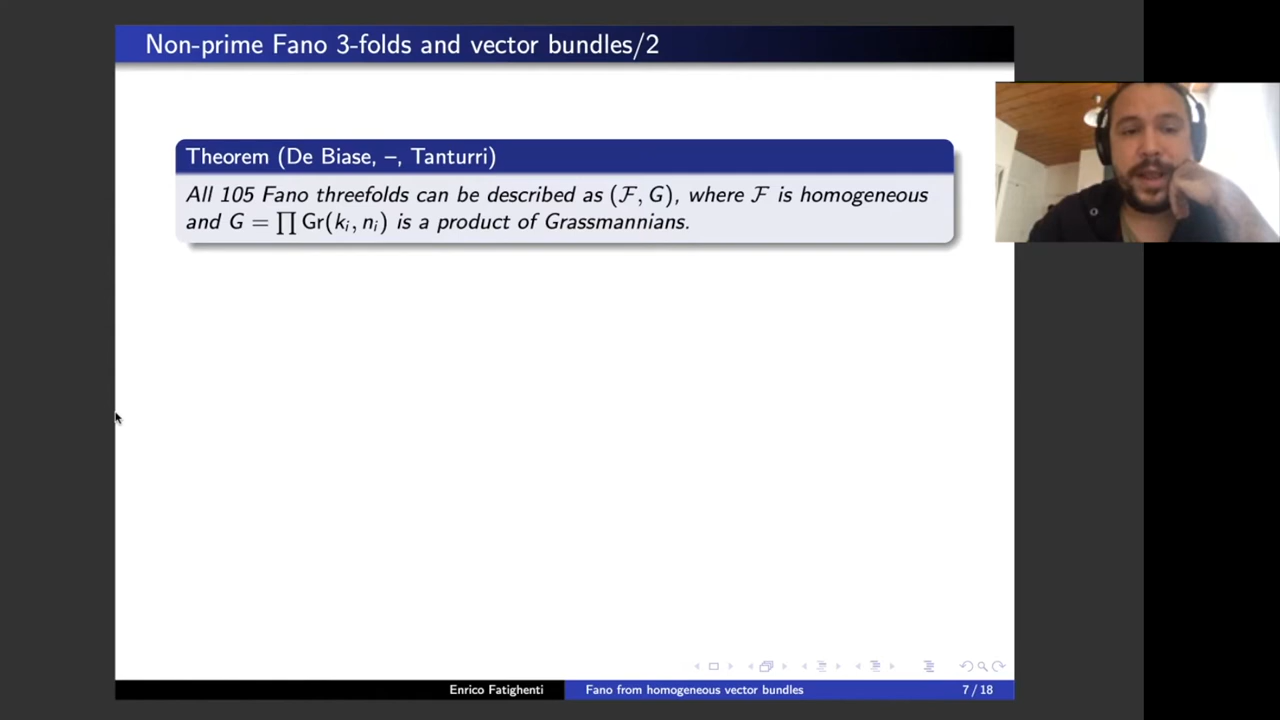 Non-prime Fano 3-folds and vector bundles/2
Theorem (De Biase, –, Tanturri)
All 105 Fano threefolds can be described as (ℱ, G), where ℱ is homogeneous
and G = ∏ Gr(kᵢ, nᵢ) is a product of Grassmannians.
Enrico Fatighenti
Fano from homogeneous vector bundles
7 / 18